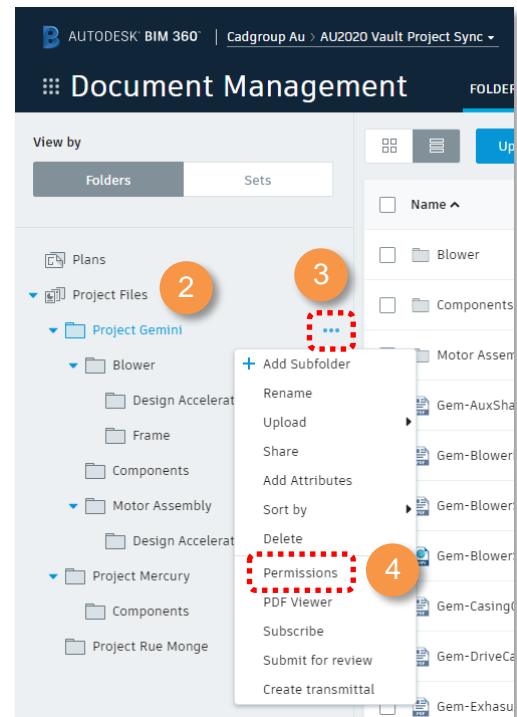 AUTODESK® BIM 360™ | Cadgroup Au > AU2020 Vault Project Sync
Document Management
FOLDER
View by
Folders
Sets
Up
Name
Plans
2
3
Blower
Project Files
Components
Project Gemini
Motor Assem
Blower
Add Subfolder
Design Accelerat
Rename
Gem-AuxSha
Frame
Upload
Gem-Blower
Components
Share
Add Attributes
Motor Assembly
Sort by
Gem-Blower
Design Accelerat
Delete
Project Mercury
Permissions
4
Gem-Blower
Components
PDF Viewer
Gem-Casing
Project Rue Monge
Subscribe
Submit for review
Gem-DriveCa
Create transmittal
Gem-Exhasu